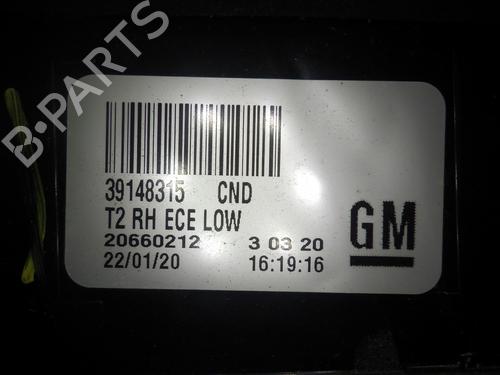 B-PARTS
39148315 CND
T2 RH ECE LOW
20660212 3 03 20
22/01/20 16:19:16
GM